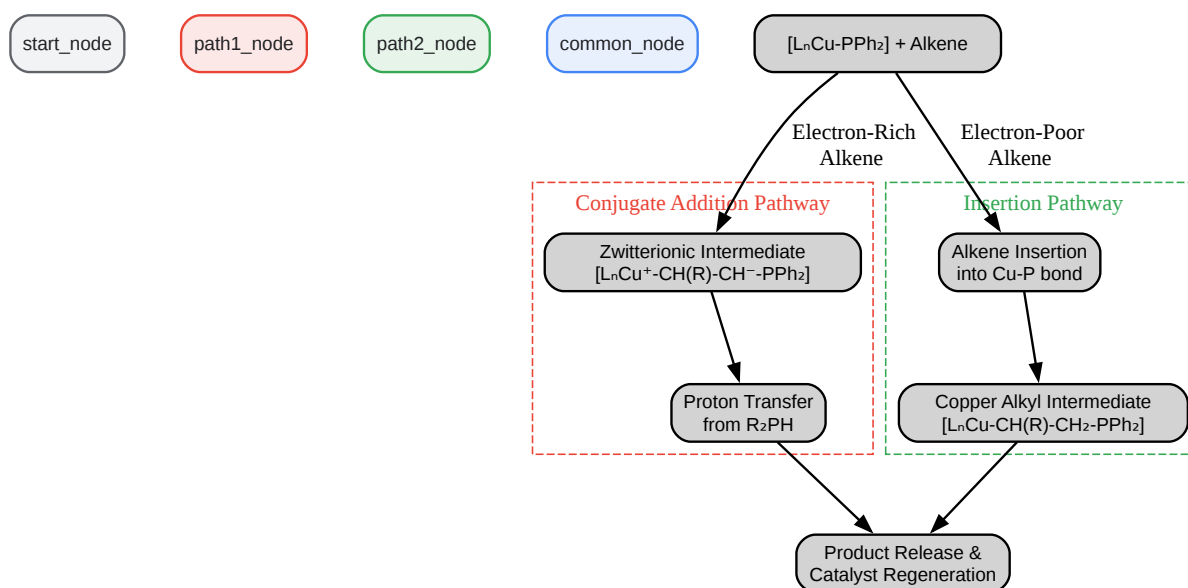 start_node
path1_node
path2_node
common_node
[LₙCu-PPh₂] + Alkene
Electron-Rich
Alkene
Electron-Poor
Alkene
Conjugate Addition Pathway
Insertion Pathway
Zwitterionic Intermediate
[LₙCu⁺-CH(R)-CH⁻-PPh₂]
Alkene Insertion
into Cu-P bond
Proton Transfer
from R₂PH
Copper Alkyl Intermediate
[LₙCu-CH(R)-CH₂-PPh₂]
Product Release &
Catalyst Regeneration